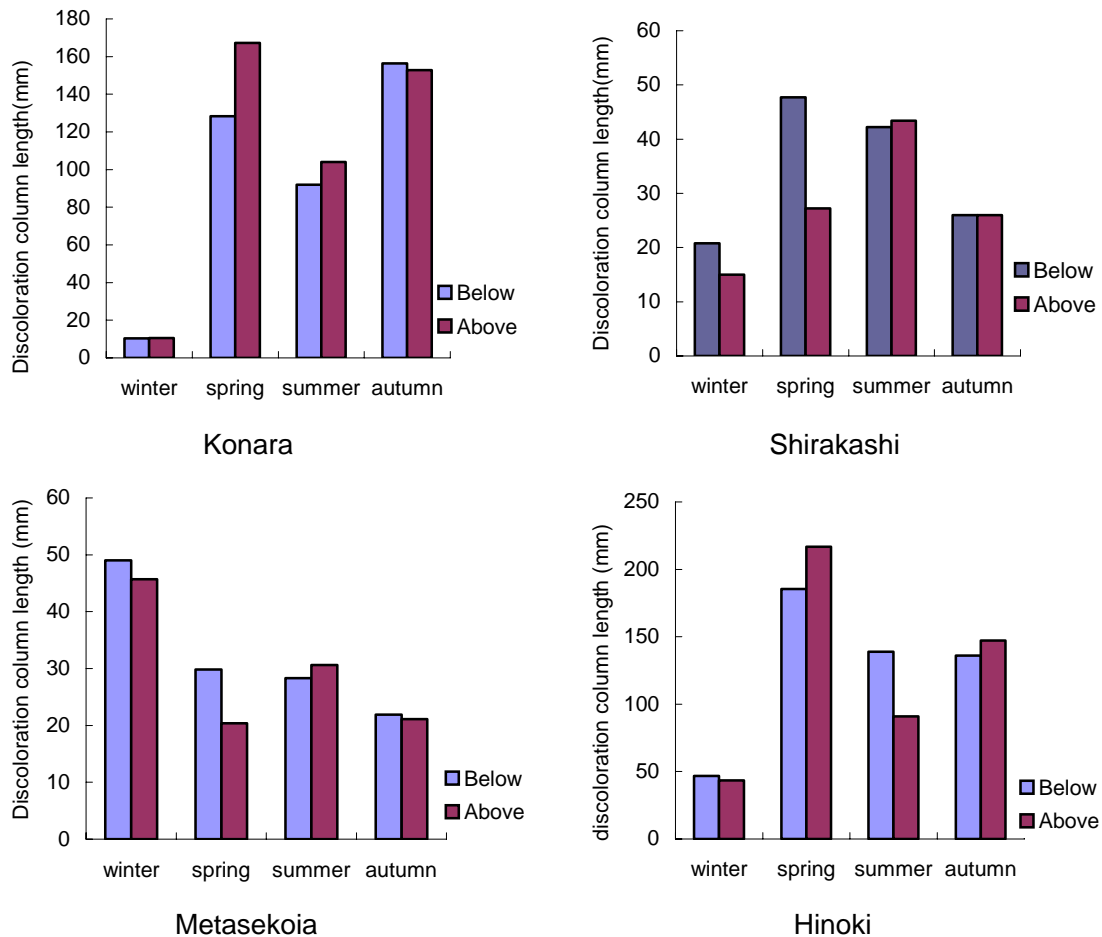 Discoloration column length(mm)
180
160
140
120
100
80
60
40
20
0
winter spring summer autumn
Below
Above
Konara
Discoloration column length(mm)
60
50
40
30
20
10
0
winter spring summer autumn
Below
Above
Shirakashi
Discoloration column length (mm)
60
50
40
30
20
10
0
winter spring summer autumn
Below
Above
Metasekoia
discoloration column length (mm)
250
200
150
100
50
0
winter spring summer autumn
Below
Above
Hinoki